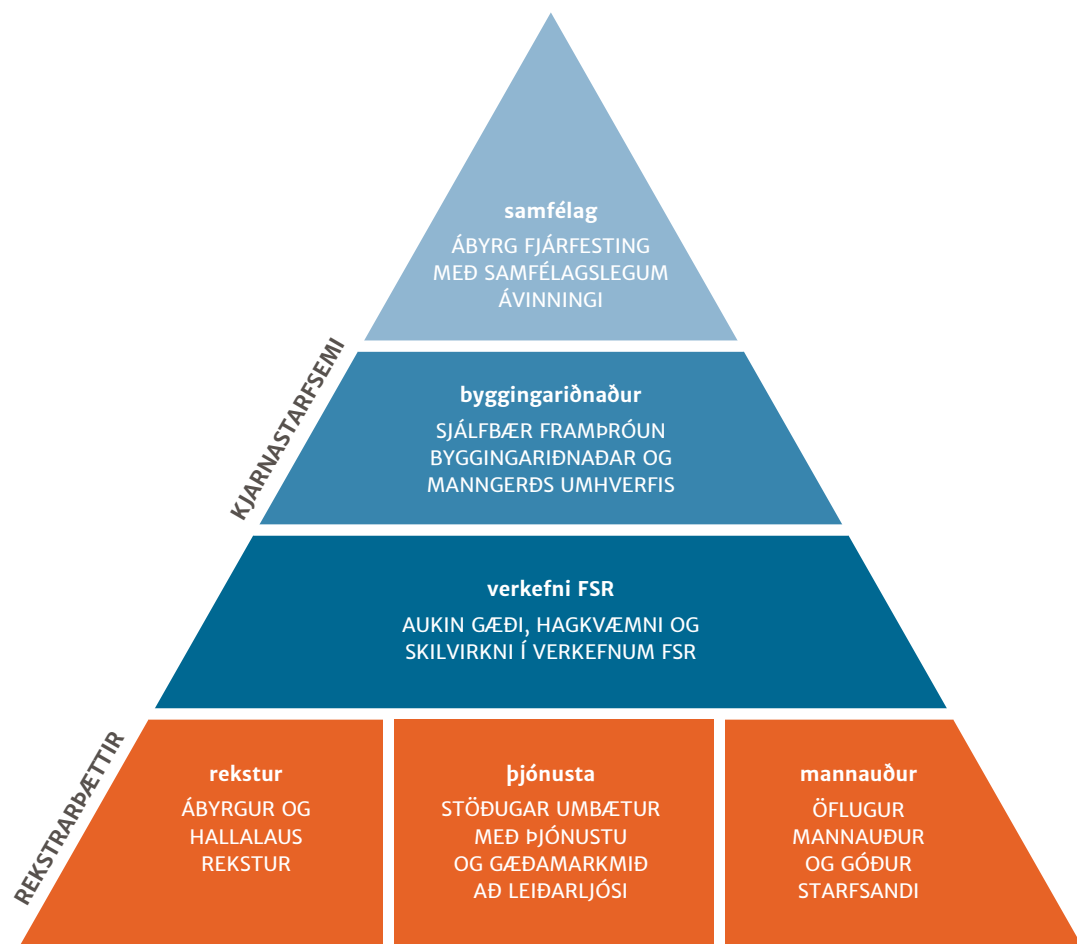 samfélag
ÁBYRG FJÁRFESTING
MEÐ SAMFÉLAGSLEGUM
ÁVINNINGI
KJARNASTARFSEMI
byggingariðnaður
SJÁLFBÆR FRAMÞRÓUN
BYGGINGARIÐNAÐAR OG
MANNGERÐS UMHVERFIS
verkefni FSR
AUKIN GÆÐI, HAGKVÆMNI OG
SKILVIRKNI Í VERKEFNUM FSR
REKSTRARÞÆTTIR
rekstur
ÁBYRGUR OG
HALLALAUS
REKSTUR
þjónusta
STÖÐUGAR UMBÆTUR
MEÐ ÞJÓNUSTU
OG GÆÐAMARKMIÐ
AÐ LEIÐARLJÓSI
mannauður
ÖFLUGUR
MANNAUÐUR
OG GÓÐUR
STARFSANDI